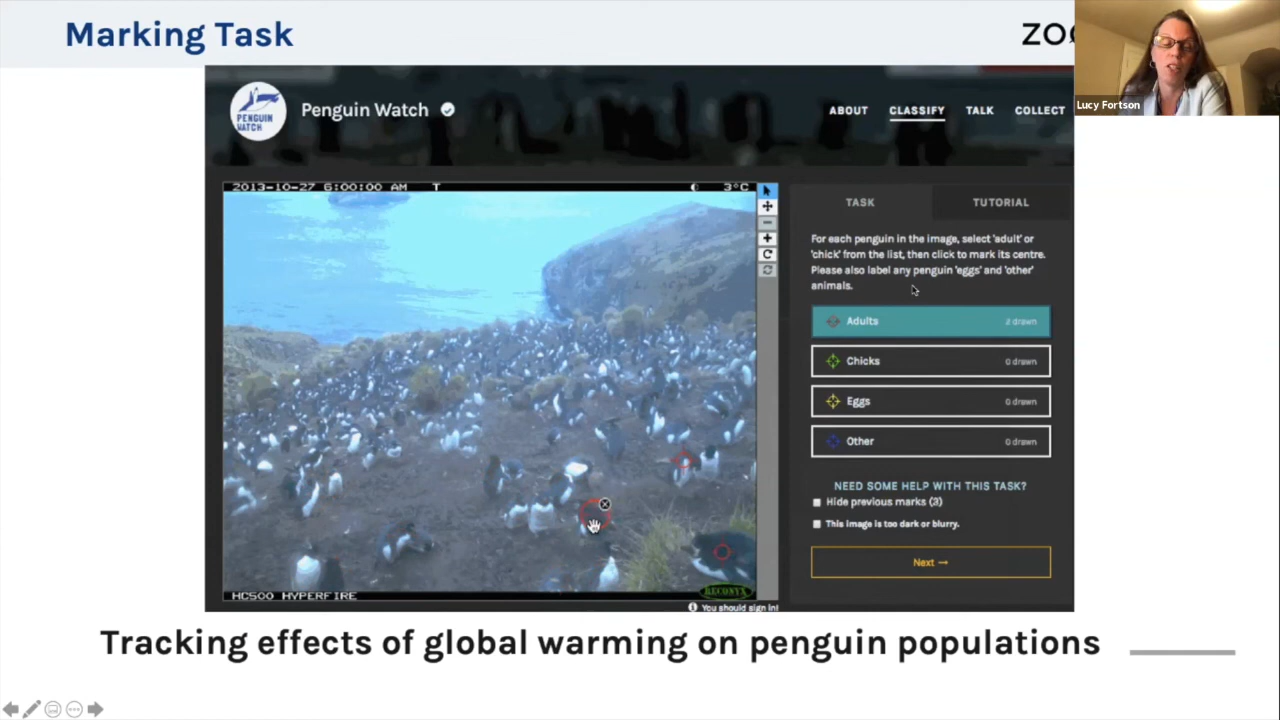 Marking Task
ZO
Lucy Fortson
PENGUIN
WATCH
Penguin Watch
ABOUT
CLASSIFY
TALK
COLLECT
2013-10-27 6:00:00 AM T 3°C
TASK
TUTORIAL
For each penguin in the image, select 'adult' or
'chick' from the list, then click to mark its centre.
Please also label any penguin 'eggs' and 'other'
animals.
Adults 2 drawn
Chicks 0 drawn
Eggs 0 drawn
Other 0 drawn
NEED SOME HELP WITH THIS TASK?
Hide previous marks (3)
This image is too dark or blurry.
Next →
HC500 HYPERFIRE
RECONYX
You should sign in!
Tracking effects of global warming on penguin populations